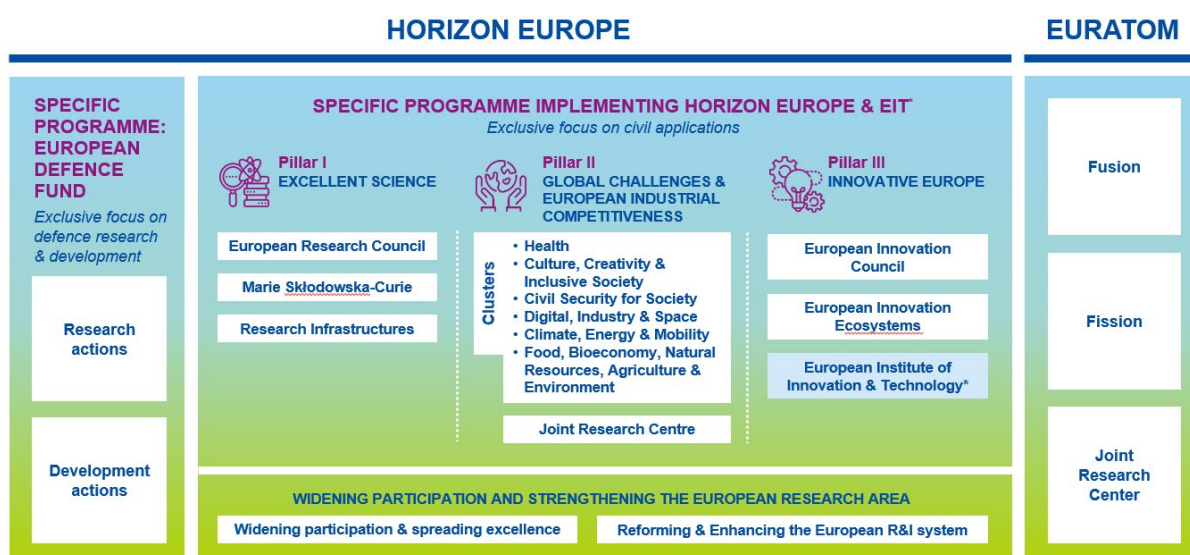 HORIZON EUROPE
EURATOM
SPECIFIC
PROGRAMME:
EUROPEAN
DEFENCE
FUND
Exclusive focus on
defence research
& development
Research
actions
Development
actions
SPECIFIC PROGRAMME IMPLEMENTING HORIZON EUROPE & EIT*
Exclusive focus on civil applications
Pillar I
EXCELLENT SCIENCE
European Research Council
Marie Skłodowska-Curie
Research Infrastructures
Pillar II
GLOBAL CHALLENGES &
EUROPEAN INDUSTRIAL
COMPETITIVENESS
Clusters
• Health
• Culture, Creativity &
Inclusive Society
• Civil Security for Society
• Digital, Industry & Space
• Climate, Energy & Mobility
• Food, Bioeconomy, Natural
Resources, Agriculture &
Environment
Joint Research Centre
Pillar III
INNOVATIVE EUROPE
European Innovation
Council
European Innovation
Ecosystems
European Institute of
Innovation & Technology*
WIDENING PARTICIPATION AND STRENGTHENING THE EUROPEAN RESEARCH AREA
Widening participation & spreading excellence
Reforming & Enhancing the European R&I system
Fusion
Fission
Joint
Research
Center